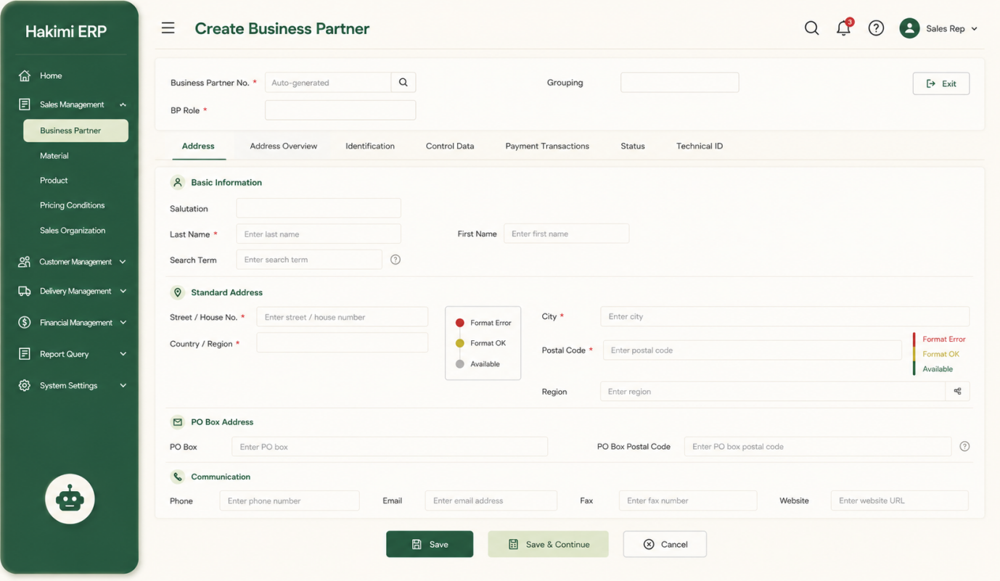 Hakimi ERP
Home
Sales Management
Business Partner
Material
Product
Pricing Conditions
Sales Organization
Customer Management
Delivery Management
Financial Management
Report Query
System Settings
Create Business Partner
3
Sales Rep
Business Partner No. * Auto-generated
Grouping
Exit
BP Role *
Address Address Overview Identification Control Data Payment Transactions Status Technical ID
Basic Information
Salutation
Last Name * Enter last name
First Name Enter first name
Search Term Enter search term ?
Standard Address
Street / House No. * Enter street / house number
Country / Region *
Format Error
Format OK
Available
City * Enter city
Postal Code * Enter postal code
Format Error
Format OK
Available
Region Enter region
PO Box Address
PO Box Enter PO box
PO Box Postal Code Enter PO box postal code ?
Communication
Phone Enter phone number Email Enter email address Fax Enter fax number Website Enter website URL
Save Save & Continue Cancel